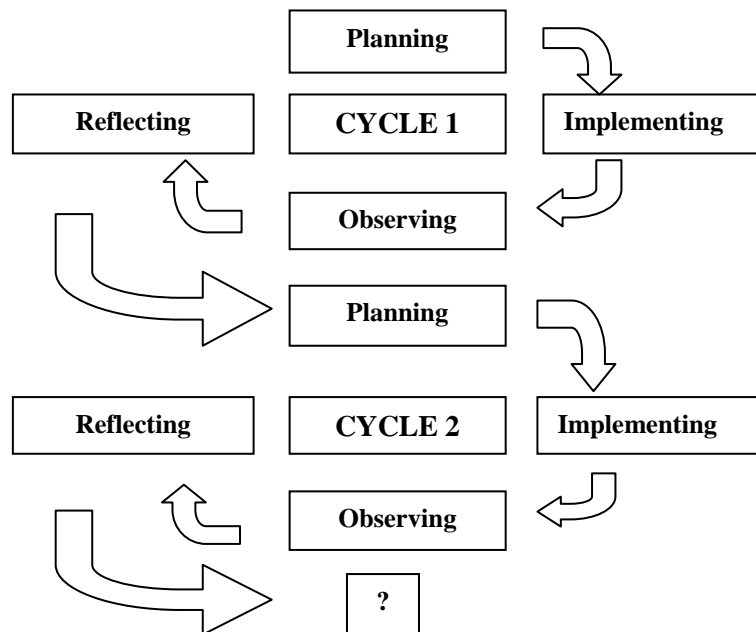 Planning
Reflecting
CYCLE 1
Implementing
Observing
Planning
Reflecting
CYCLE 2
Implementing
Observing
?